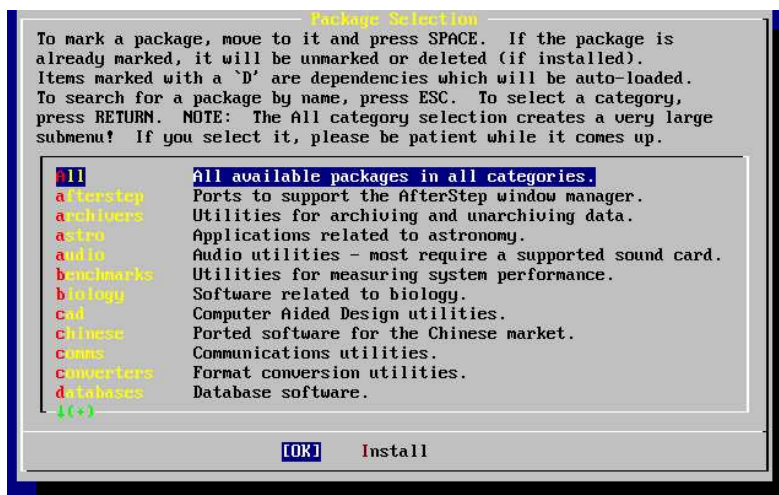 Package Selection
To mark a package, move to it and press SPACE.  If the package is
already marked, it will be unmarked or deleted (if installed).
Items marked with a `D' are dependencies which will be auto-loaded.
To search for a package by name, press ESC.  To select a category,
press RETURN.  NOTE:  The All category selection creates a very large
submenu!  If you select it, please be patient while it comes up.
All All available packages in all categories.
afterstep Ports to support the AfterStep window manager.
archivers Utilities for archiving and unarchiving data.
astro Applications related to astronomy.
audio Audio utilities - most require a supported sound card.
benchmarks Utilities for measuring system performance.
biology Software related to biology.
cad Computer Aided Design utilities.
chinese Ported software for the Chinese market.
comms Communications utilities.
converters Format conversion utilities.
databases Database software.
↓(+)
[OK] Install